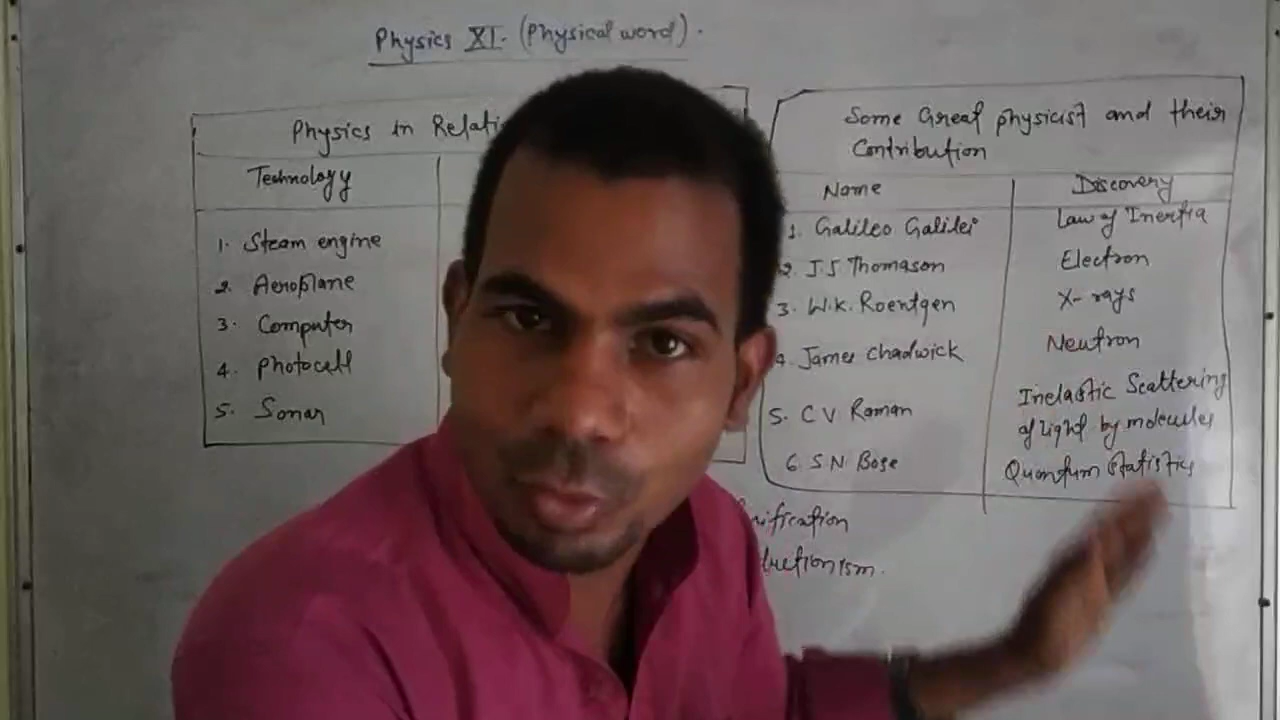 Physics XI. (Physical word).
Physics in Relati
Technology
1. Steam engine
2. Aeroplane
3. Computer
4. Photocell
5. Sonar
Some Great physicist and their
Contribution
Name Discovery
1. Galileo Galilei Law of Inertia
2. J.J Thomason Electron
3. W.K. Roentgen X-rays
4. James Chadwick Neutron
5. C V Raman Inelastic Scattering
of light by molecules
6. S.N. Bose Quantum Statistics
nification
ductionism.